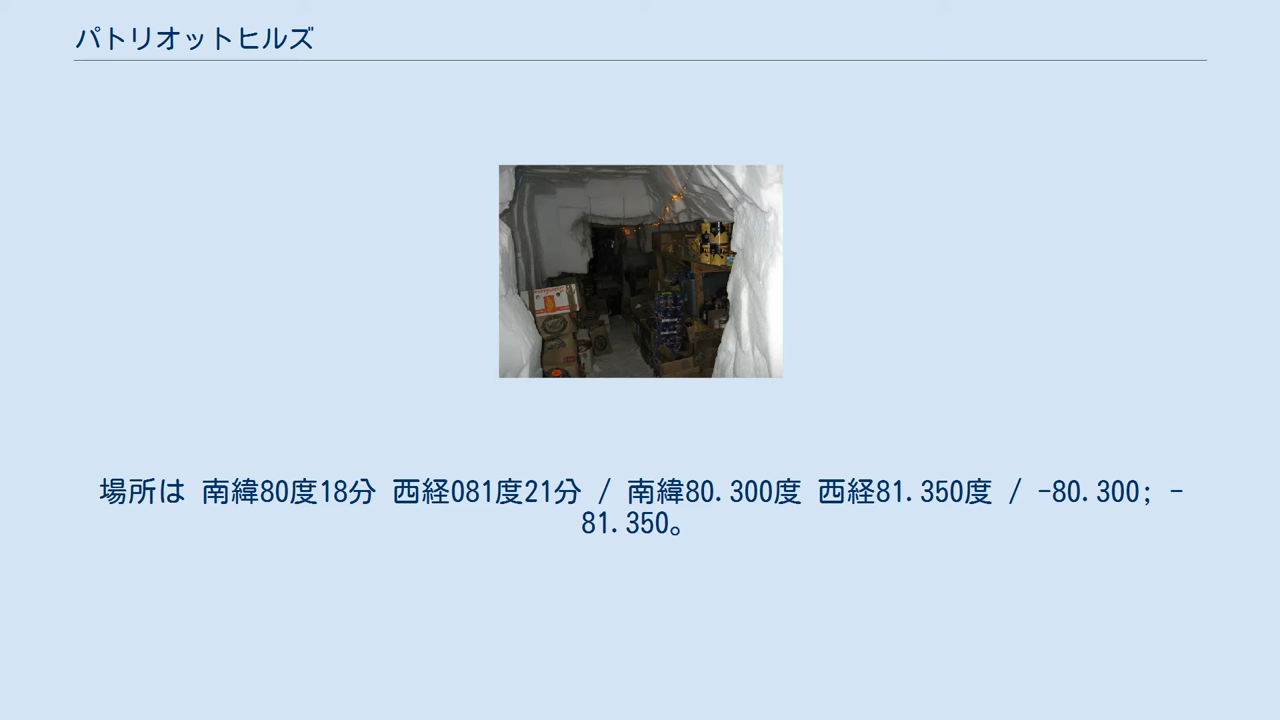 パトリオットヒルズ
場所は 南緯80度18分 西経081度21分 / 南緯80.300度 西経81.350度 / -80.300; -
81.350。